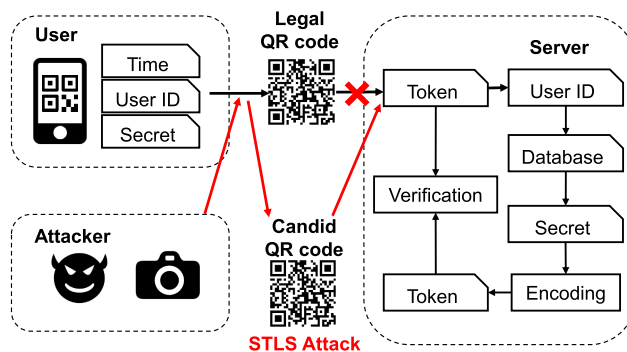 User
Time
User ID
Secret
Legal
QR code
Server
Token
User ID
Database
Verification
Secret
Token
Encoding
Attacker
Candid
QR code
STLS Attack